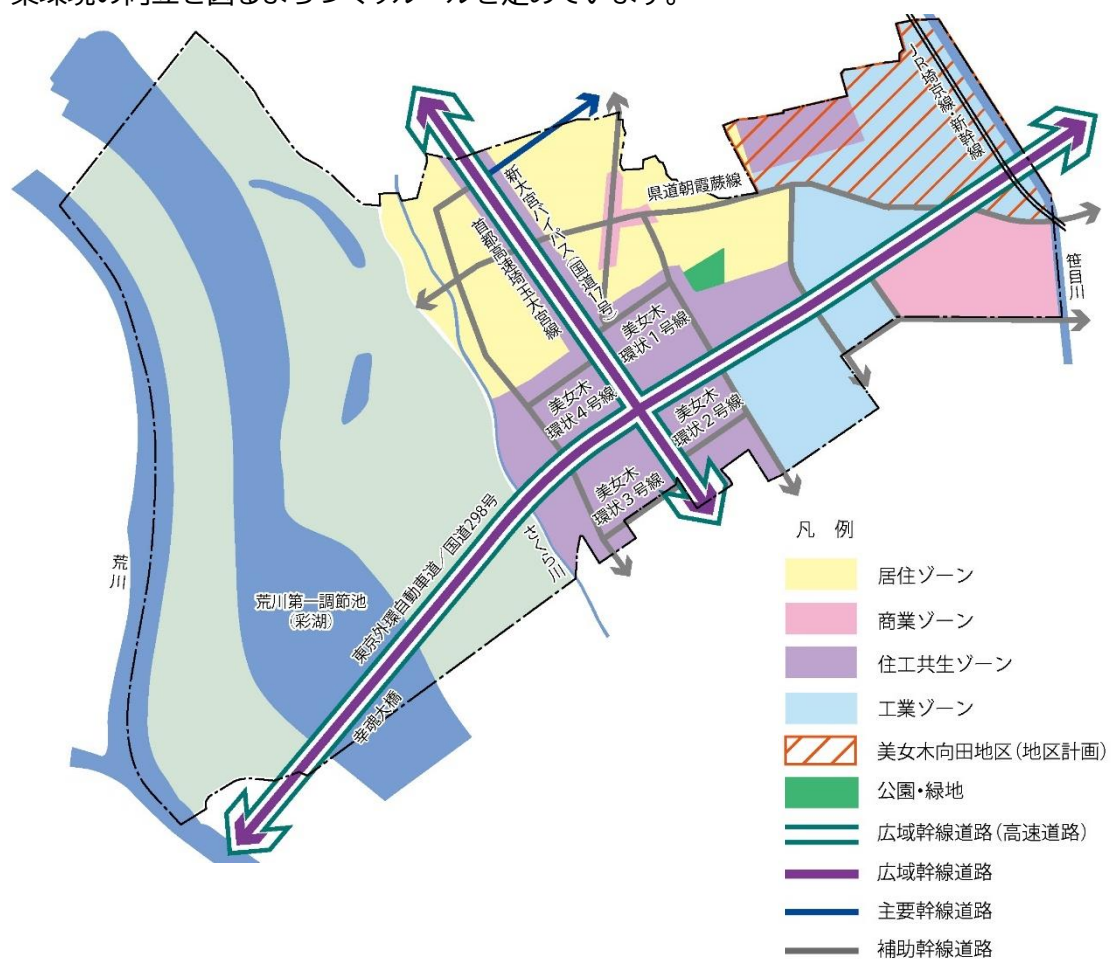 業環境の両立を図るようつくりルールを定めています。
JR埼京線・新幹線
新大宮バイパス(国道17号)
首都高速埼玉大宮線
県道朝霞蕨線
笹目川
美女木
環状1号線
美女木
環状4号線
美女木
環状2号線
美女木
環状3号線
さくら川
東京外環自動車道/国道298号
荒川
荒川第一調節池
(彩湖)
幸魂大橋
凡 例
居住ゾーン
商業ゾーン
住工共生ゾーン
工業ゾーン
美女木向田地区(地区計画)
公園・緑地
広域幹線道路(高速道路)
広域幹線道路
主要幹線道路
補助幹線道路